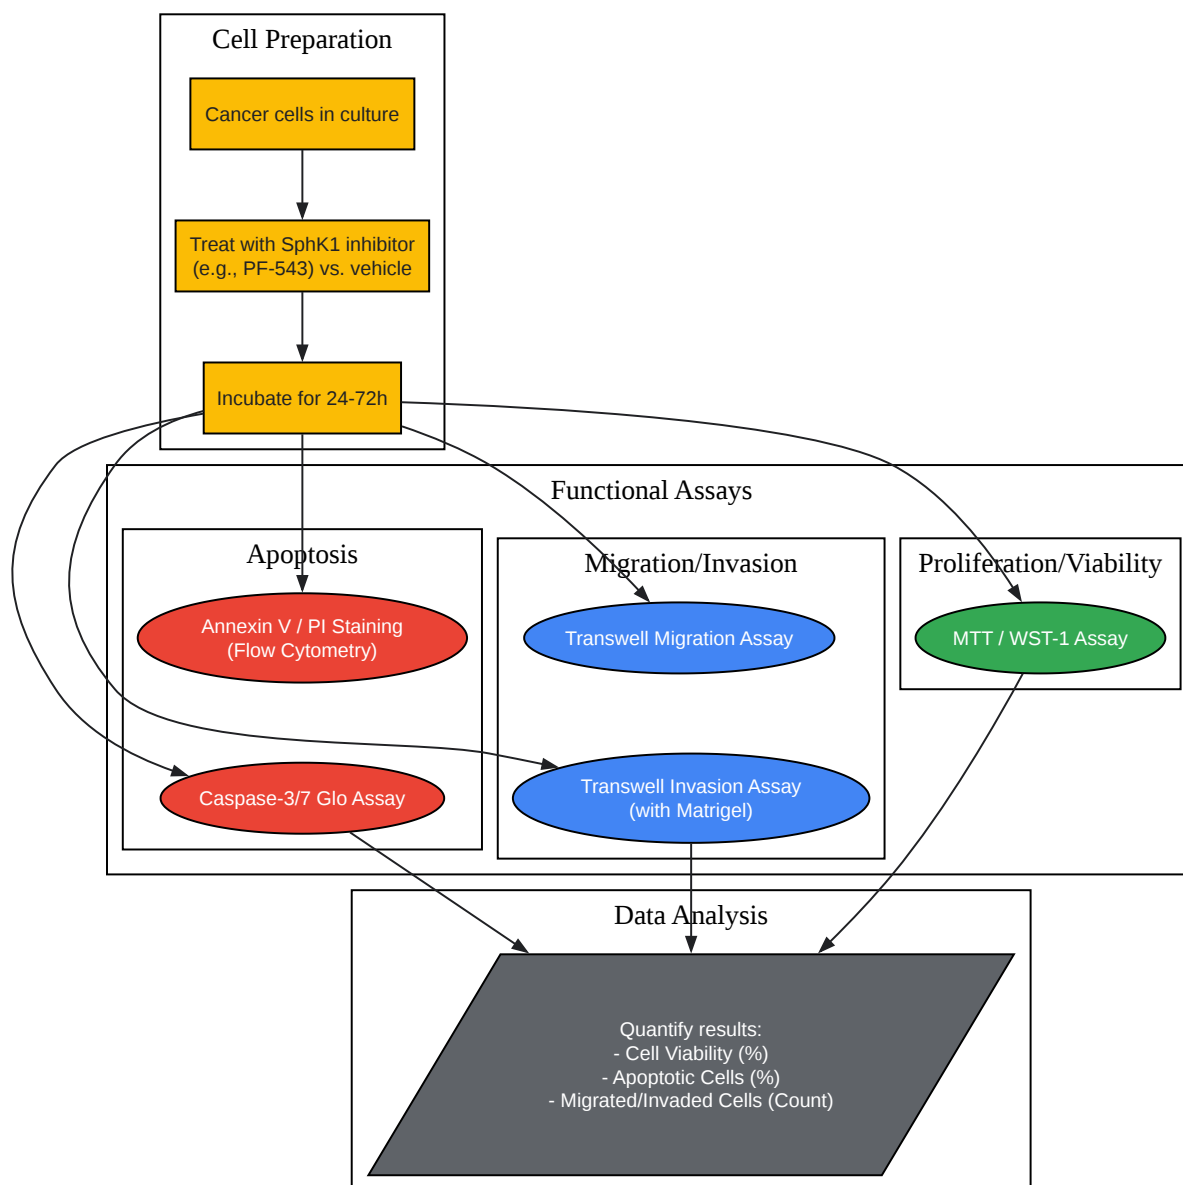 Cell Preparation
Cancer cells in culture
Treat with SphK1 inhibitor
(e.g., PF-543) vs. vehicle
Incubate for 24-72h
Functional Assays
Apoptosis
Annexin V / PI Staining
(Flow Cytometry)
Caspase-3/7 Glo Assay
Migration/Invasion
Transwell Migration Assay
Transwell Invasion Assay
(with Matrigel)
Proliferation/Viability
MTT / WST-1 Assay
Data Analysis
Quantify results:
- Cell Viability (%)
- Apoptotic Cells (%)
- Migrated/Invaded Cells (Count)